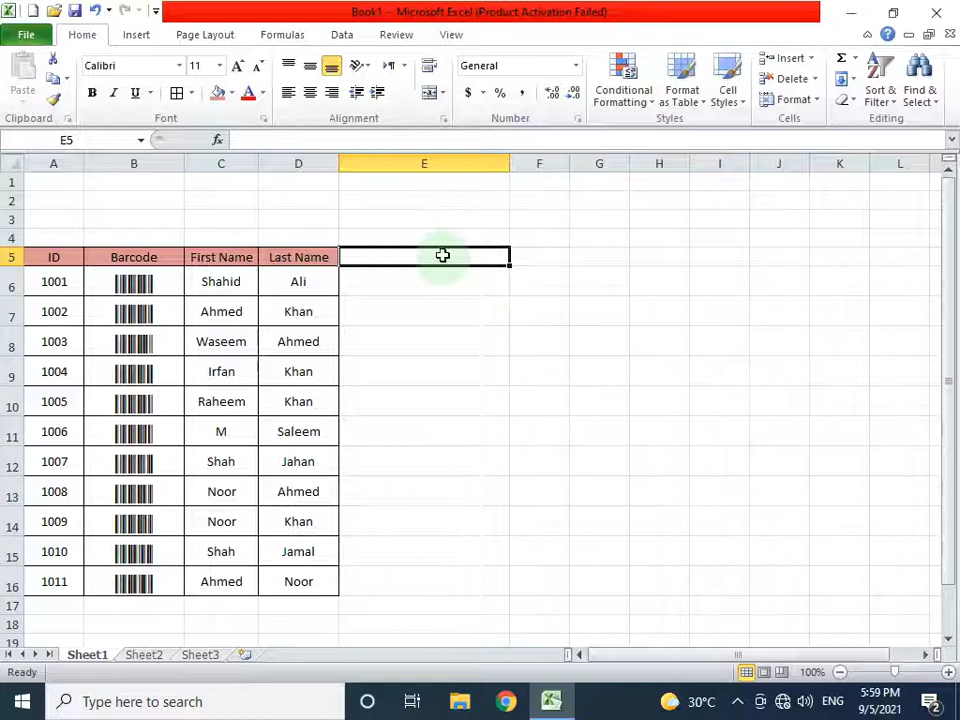 Book1 - Microsoft Excel (Product Activation Failed)
File Home Insert Page Layout Formulas Data Review View
Paste
Calibri 11
B I U A
General
$ % ,
Conditional Formatting
Format as Table
Cell Styles
Insert
Delete
Format
Sort & Filter
Find & Select
Clipboard Font Alignment Number Styles Cells Editing
E5 fx
A B C D E F G H I J K L
1
2
3
4
5 ID Barcode First Name Last Name
6 1001 Shahid Ali
7 1002 Ahmed Khan
8 1003 Waseem Ahmed
9 1004 Irfan Khan
10 1005 Raheem Khan
11 1006 M Saleem
12 1007 Shah Jahan
13 1008 Noor Ahmed
14 1009 Noor Khan
15 1010 Shah Jamal
16 1011 Ahmed Noor
17
18
19
Sheet1 Sheet2 Sheet3
Ready 100%
Type here to search 30°C ENG 5:59 PM
9/5/2021 2